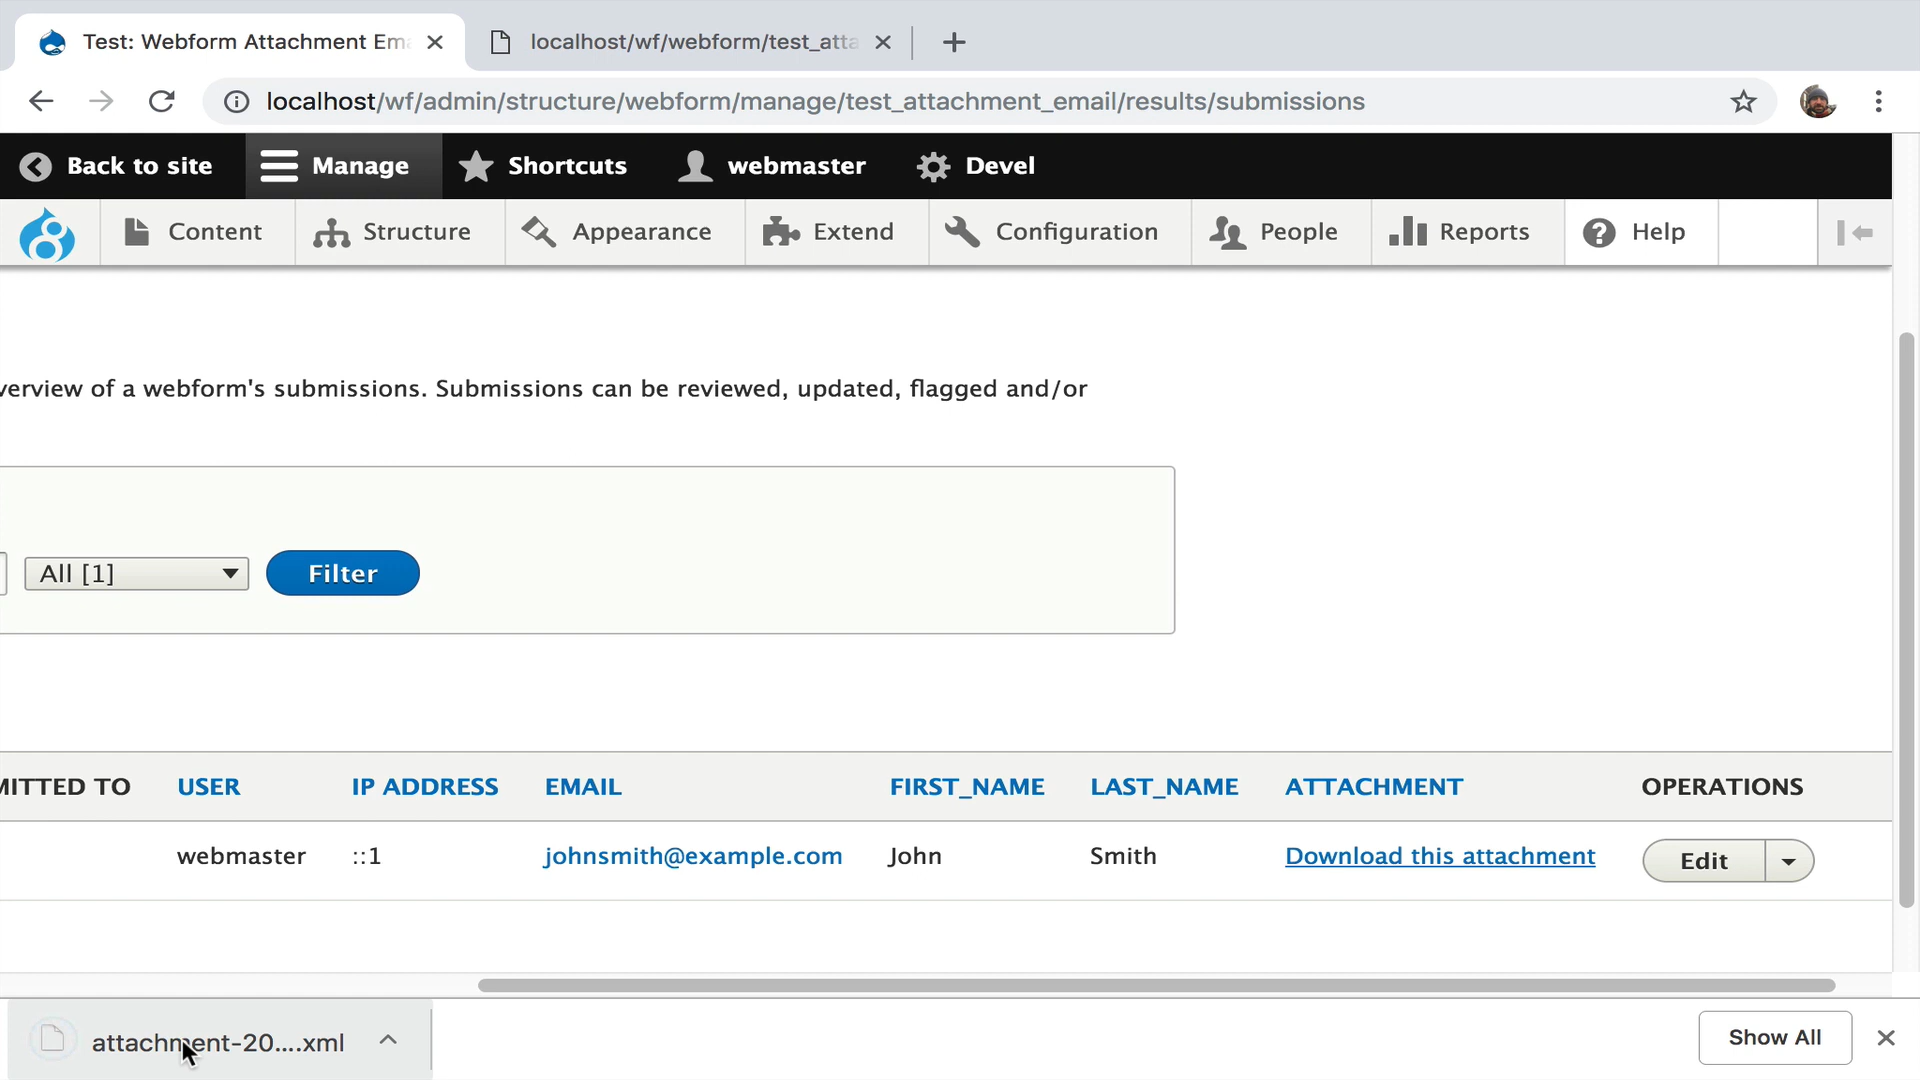 Test: Webform Attachment Ema
localhost/wf/webform/test_atta
localhost/wf/admin/structure/webform/manage/test_attachment_email/results/submissions
Back to site Manage Shortcuts webmaster Devel
8 Content Structure Appearance Extend Configuration People Reports Help
verview of a webform's submissions. Submissions can be reviewed, updated, flagged and/or
All [1] Filter
MITTED TO USER IP ADDRESS EMAIL FIRST_NAME LAST_NAME ATTACHMENT OPERATIONS
webmaster ::1 johnsmith@example.com John Smith Download this attachment Edit
attachment-20....xml Show All